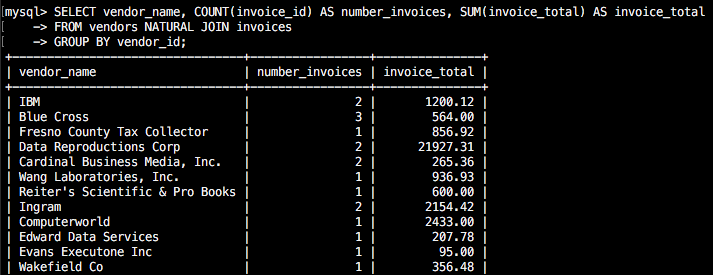 [mysql> SELECT vendor_name, COUNT(invoice_id) AS number_invoices, SUM(invoice_total) AS invoice_total
[    -> FROM vendors NATURAL JOIN invoices
[    -> GROUP BY vendor_id;
+--------------------------------+-----------------+---------------+
| vendor_name                    | number_invoices | invoice_total |
+--------------------------------+-----------------+---------------+
| IBM                            |               2 |       1200.12 |
| Blue Cross                     |               3 |        564.00 |
| Fresno County Tax Collector    |               1 |        856.92 |
| Data Reproductions Corp        |               2 |      21927.31 |
| Cardinal Business Media, Inc.  |               2 |        265.36 |
| Wang Laboratories, Inc.        |               1 |        936.93 |
| Reiter's Scientific & Pro Books |               1 |        600.00 |
| Ingram                         |               2 |       2154.42 |
| Computerworld                  |               1 |       2433.00 |
| Edward Data Services           |               1 |        207.78 |
| Evans Executone Inc            |               1 |         95.00 |
| Wakefield Co                   |               1 |        356.48 |